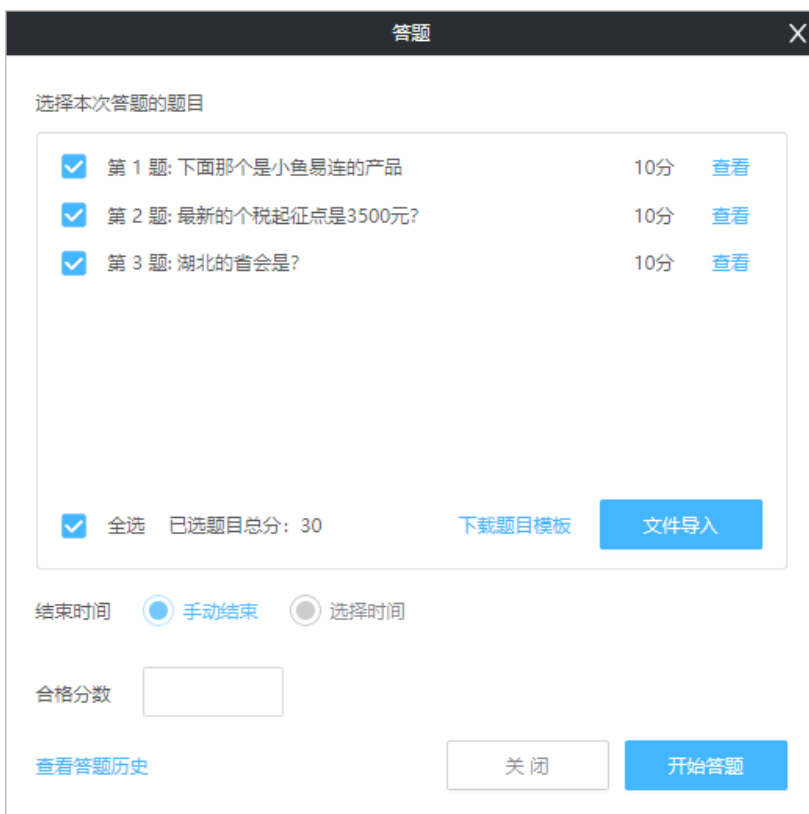 答题
选择本次答题的题目
第 1 题: 下面那个是小鱼易连的产品 10分 查看
第 2 题: 最新的个税起征点是3500元? 10分 查看
第 3 题: 湖北的省会是? 10分 查看
全选 已选题目总分: 30 下载题目模板 文件导入
结束时间 手动结束 选择时间
合格分数
查看答题历史 关 闭 开始答题